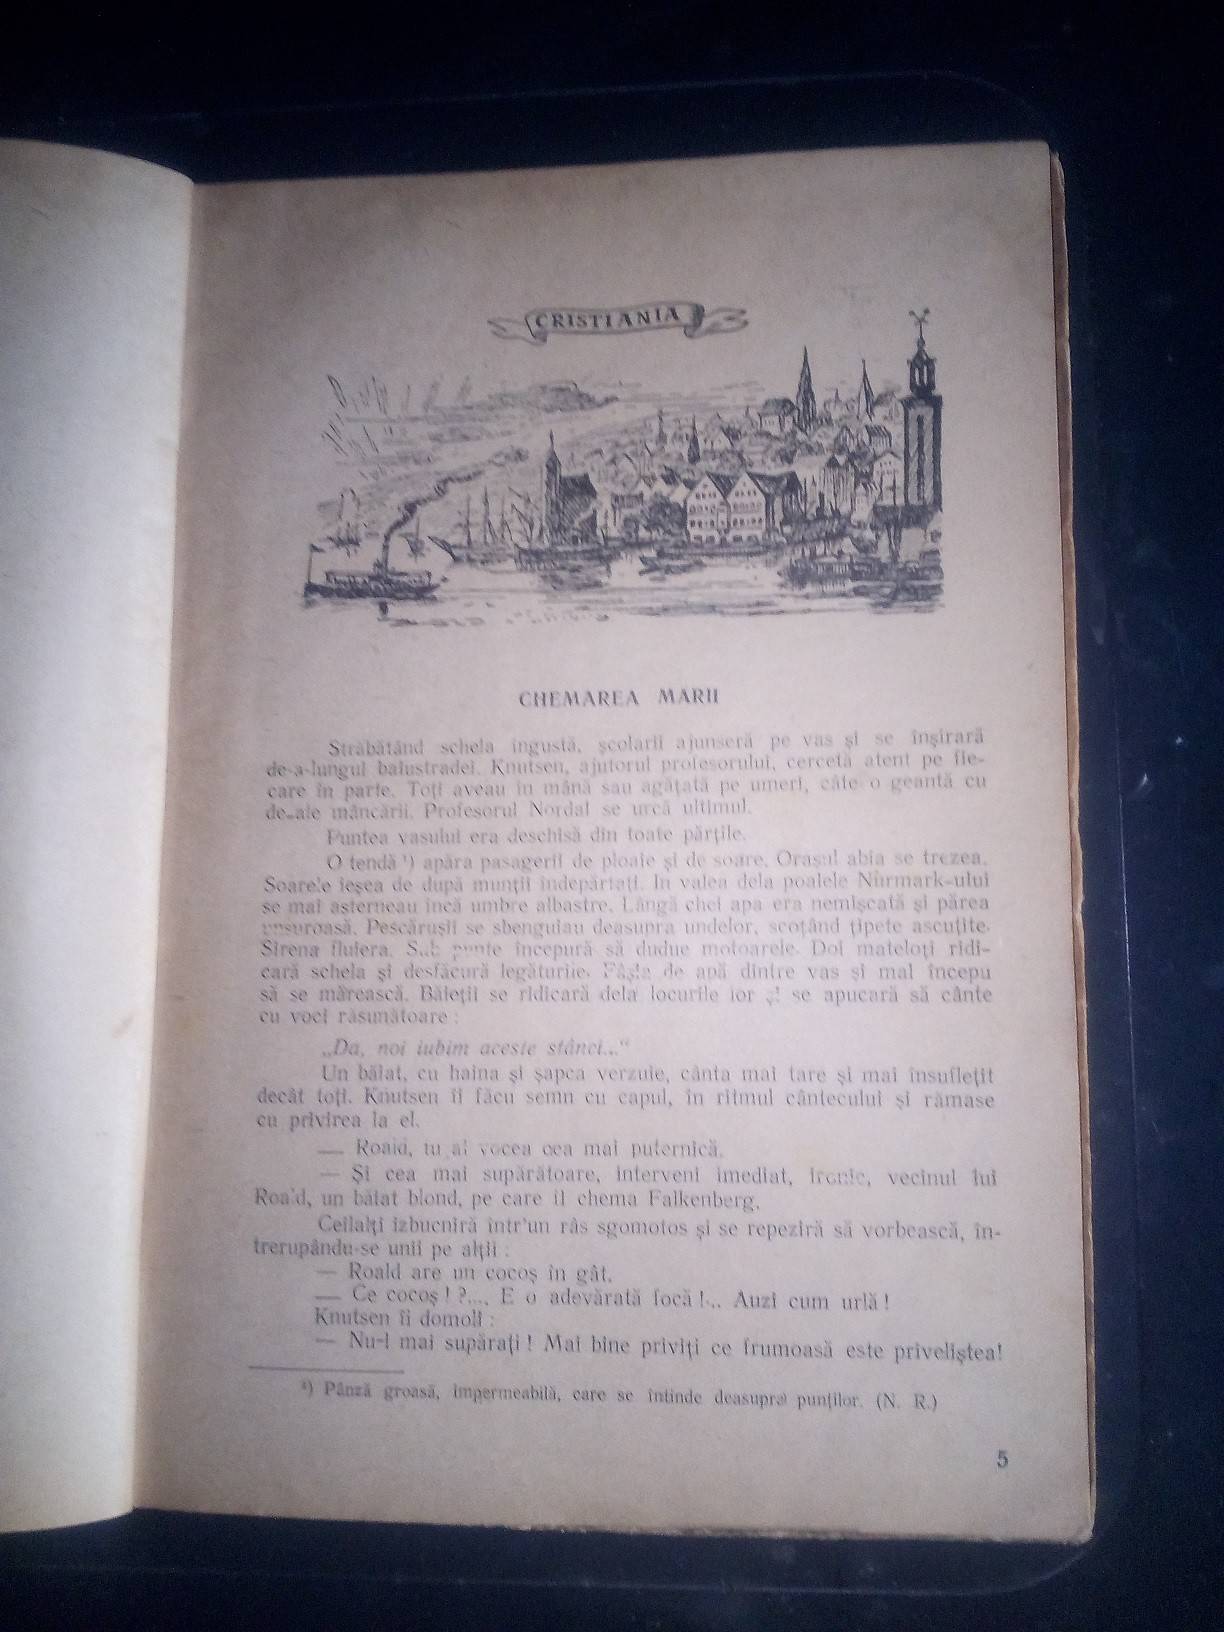 CRISTIANIA
CHEMAREA MĂRII
Străbătând schela îngustă, școlarii ajunseră pe vas și se înșirară
de-a-lungul balustradei. Knutsen, ajutorul profesorului, cercetă atent pe fie-
care în parte. Toți aveau în mână sau agățată pe umeri, câte o geantă cu
de-ale mâncării. Profesorul Nordal se urcă ultimul.
Puntea vasului era deschisă din toate părțile.
O tendă ¹) apăra pasagerii de ploaie și de soare. Orașul abia se trezea.
Soarele ieșea de după munții îndepărtați. In valea dela poalele Nurmark-ului
se mai așterneau încă umbre albastre. Lângă chei apa era nemișcată și părea
unsuroasă. Pescărușii se sbenguiau deasupra undelor, scoțând țipete ascuțite.
Sirena fluiera. Sub punte începură să dudue motoarele. Doi mateloți ridi-
cară schela și desfăcură legăturile. Fâșia de apă dintre vas și mal începu
să se mărească. Băieții se ridicară dela locurile lor și se apucară să cânte
cu voci răsunătoare :
„Da, noi iubim aceste stânci..."
Un băiat, cu haina și șapca verzuie, cânta mai tare și mai însuflețit
decât toți. Knutsen îi făcu semn cu capul, în ritmul cântecului și rămase
cu privirea la el.
— Roald, tu ai vocea cea mai puternică.
— Și cea mai supărătoare, interveni imediat, ironic, vecinul lui
Roald, un băiat blond, pe care îl chema Falkenberg.
Ceilalți izbucniră într'un râs sgomotos și se repeziră să vorbească, în-
trerupându-se unii pe alții :
— Roald are un cocoș în gât.
— Ce cocoș ! ?.... E o adevărată focă !... Auzi cum urlă !
Knutsen îi domoli :
— Nu-l mai supărați ! Mai bine priviți ce frumoasă este priveliștea!
¹) Pânză groasă, impermeabilă, care se întinde deasupra punților. (N. R.)
5